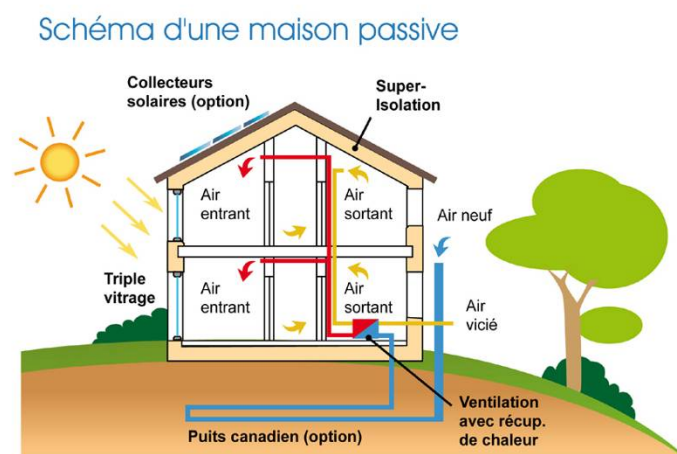 Schéma d'une maison passive
Collecteurs
solaires (option)
Super-
Isolation
Air
entrant
Air
sortant
Air neuf
Triple
vitrage
Air
entrant
Air
sortant
Air
vicié
Puits canadien (option)
Ventilation
avec récup.
de chaleur